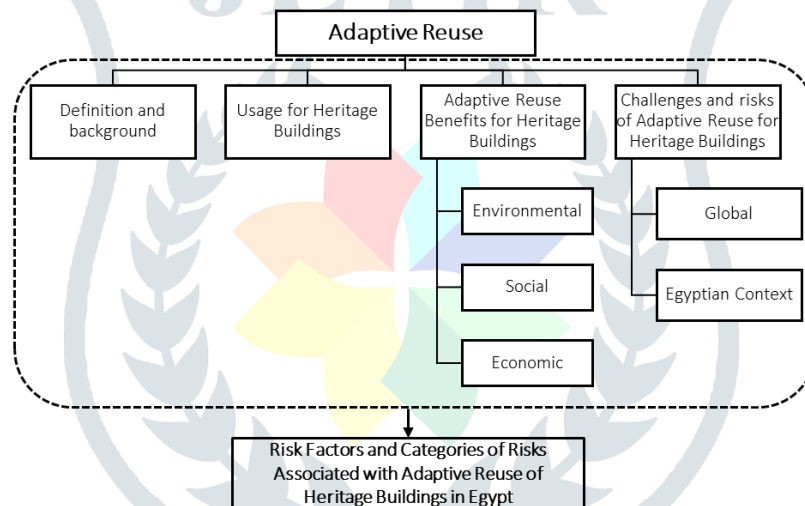 Adaptive Reuse
Definition and
background
Usage for Heritage
Buildings
Adaptive Reuse
Benefits for Heritage
Buildings
Challenges and risks
of Adaptive Reuse for
Heritage Buildings
Environmental
Social
Economic
Global
Egyptian Context
Risk Factors and Categories of Risks
Associated with Adaptive Reuse of
Heritage Buildings in Egypt